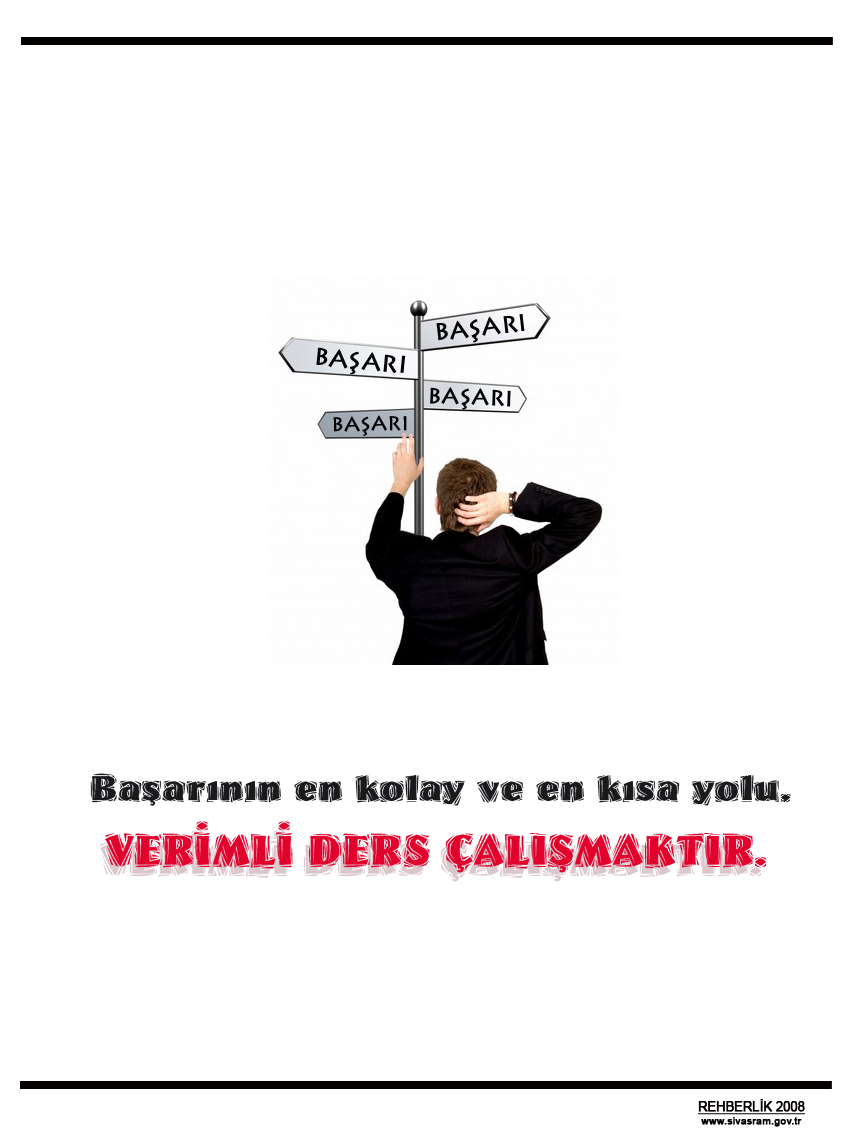 BAŞARI
BAŞARI
BAŞARI
BAŞARI
Başarının en kolay ve en kısa yolu.
VERİMLİ DERS ÇALIŞMAKTIR.
REHBERLİK 2008
www.sivasram.gov.tr